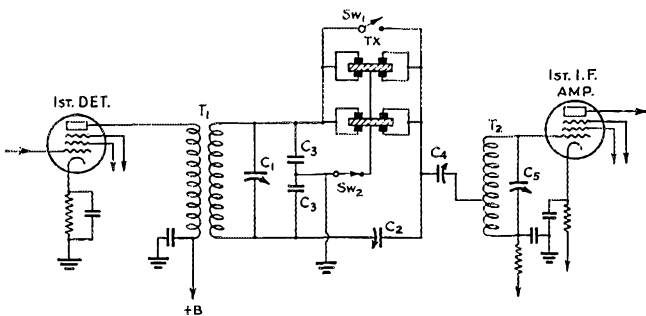 Sw1
TX
1ST. DET.
T1
1ST. I.F.
AMP.
T2
C3
C1
C4
C5
Sw2
C3
C2
+B